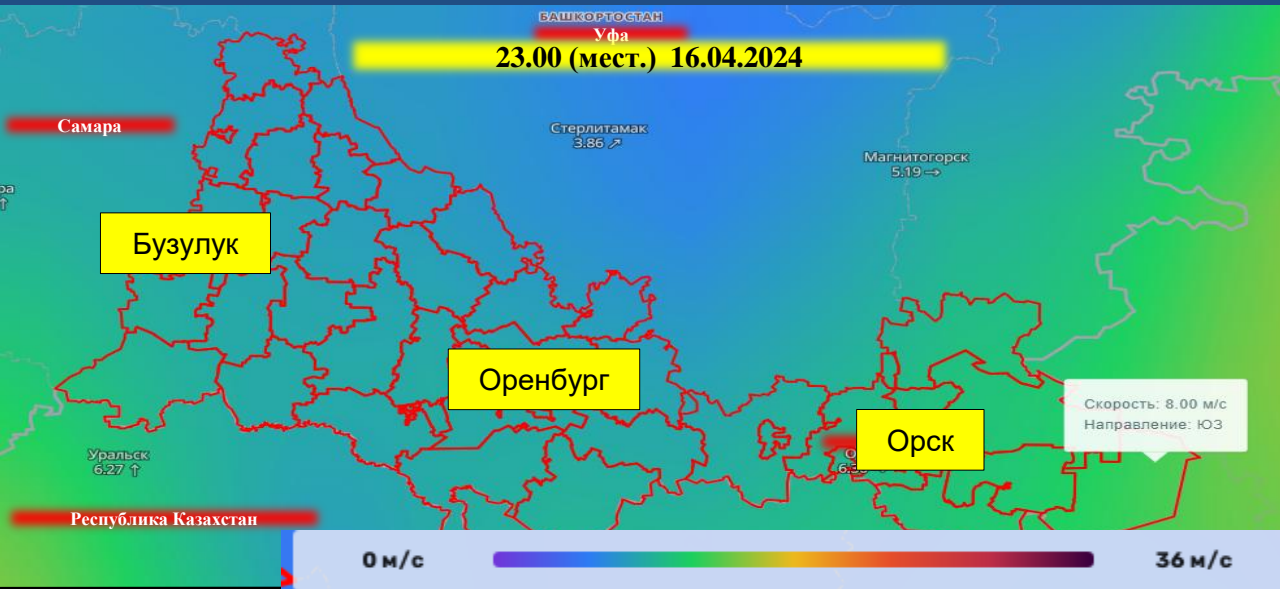 БАШКОРТОСТАН
Уфа
23.00 (мест.) 16.04.2024
Самара
Стерлитамак
3.86 ↗
Магнитогорск
5.19 →
ра
↑
Бузулук
Оренбург
Скорость: 8.00 м/с
Направление: ЮЗ
Орск
Уральск
6.27 ↑
Республика Казахстан
0 м/с
36 м/с